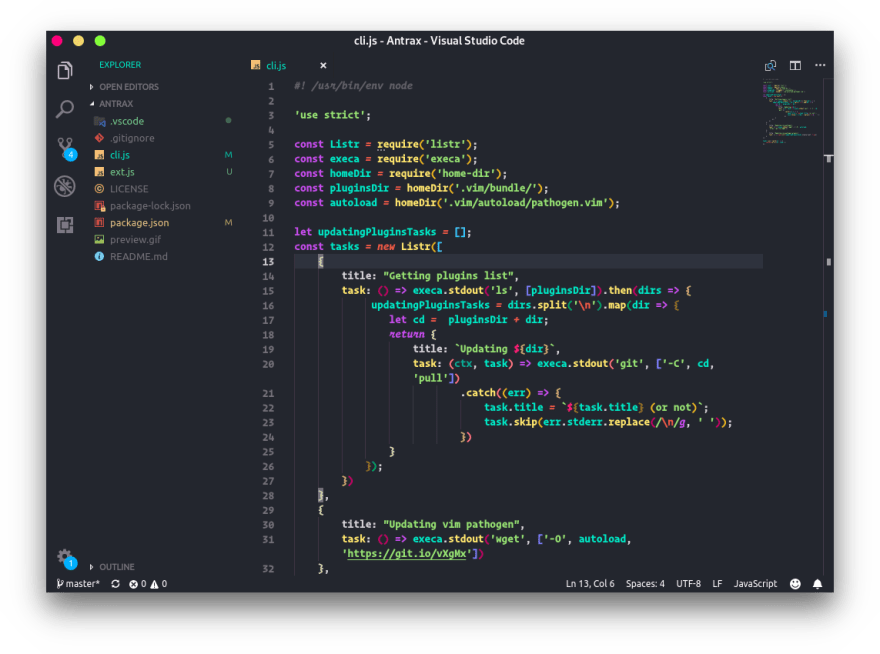 cli.js - Antrax - Visual Studio Code
EXPLORER
OPEN EDITORS
ANTRAX
.vscode
.gitignore
cli.js M
ext.js U
LICENSE
package-lock.json
package.json M
preview.gif
README.md
OUTLINE
4
1
cli.js ×
1 #! /usr/bin/env node
2
3 'use strict';
4
5 const Listr = require('listr');
6 const execa = require('execa');
7 const homeDir = require('home-dir');
8 const pluginsDir = homeDir('.vim/bundle/');
9 const autoload = homeDir('.vim/autoload/pathogen.vim');
10
11 let updatingPluginsTasks = [];
12 const tasks = new Listr([
13 {
14 title: "Getting plugins list",
15 task: () => execa.stdout('ls', [pluginsDir]).then(dirs => {
16 updatingPluginsTasks = dirs.split('\n').map(dir => {
17 let cd =  pluginsDir + dir;
18 return {
19 title: `Updating ${dir}`,
20 task: (ctx, task) => execa.stdout('git', ['-C', cd,
'pull'])
21 .catch((err) => {
22 task.title = `${task.title} (or not)`;
23 task.skip(err.stderr.replace(/\n/g, ' '));
24 })
25 }
26 });
27 })
28 },
29 {
30 title: "Updating vim pathogen",
31 task: () => execa.stdout('wget', ['-O', autoload,
'https://git.io/vXgMx'])
32 },
master* 0 0 Ln 13, Col 6 Spaces: 4 UTF-8 LF JavaScript